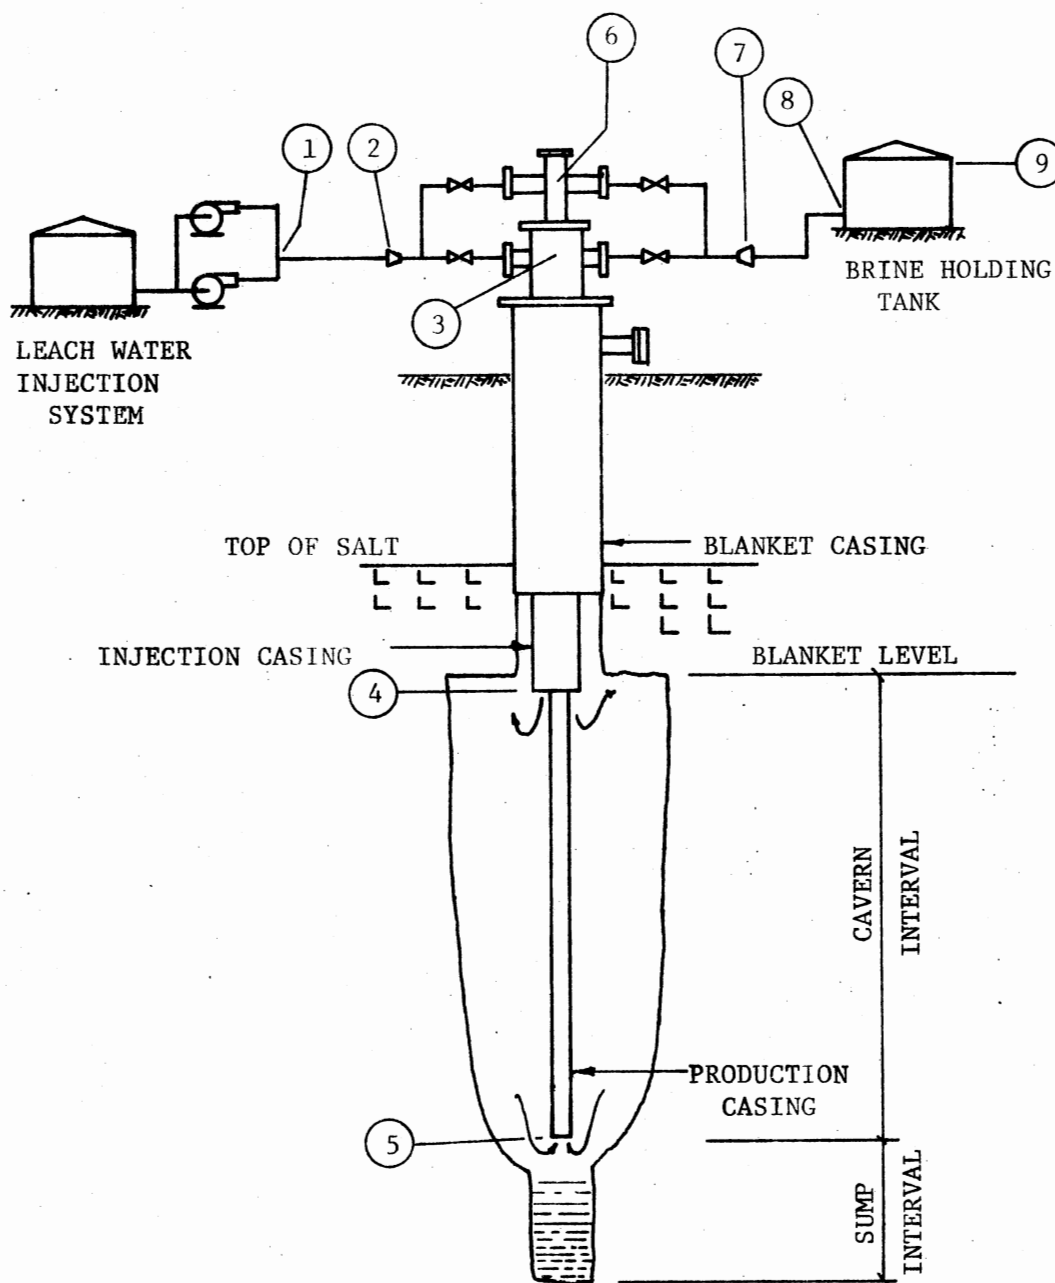 6
7
8
1
2
9
3
BRINE HOLDING
TANK
LEACH WATER
INJECTION
SYSTEM
TOP OF SALT
BLANKET CASING
INJECTION CASING
BLANKET LEVEL
4
CAVERN
INTERVAL
PRODUCTION
CASING
5
SUMP
INTERVAL